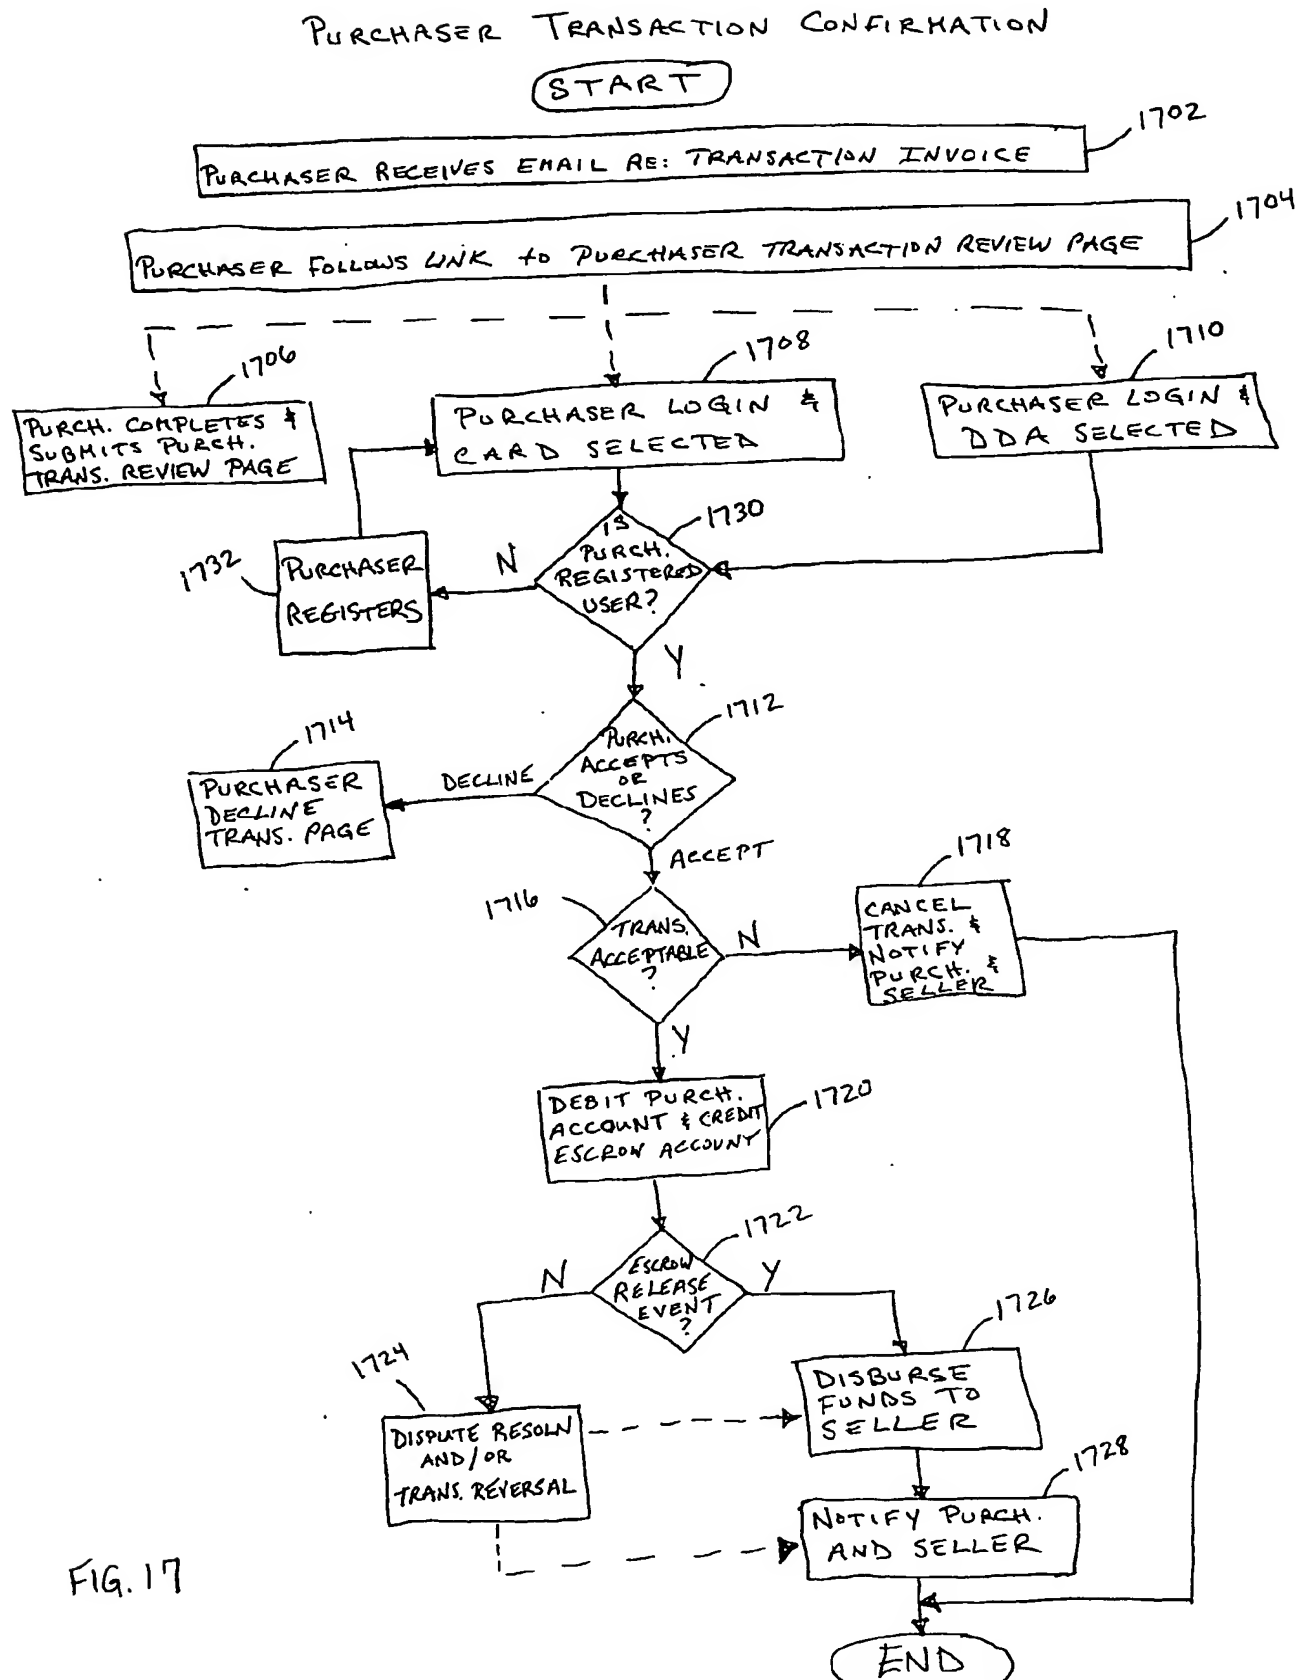 PURCHASER TRANSACTION CONFIRMATION
START
1702
PURCHASER RECEIVES EMAIL RE: TRANSACTION INVOICE
1704
PURCHASER FOLLOWS LINK to PURCHASER TRANSACTION REVIEW PAGE
1706
PURCH. COMPLETES &
SUBMITS PURCH.
TRANS. REVIEW PAGE
1708
PURCHASER LOGIN &
CARD SELECTED
1710
PURCHASER LOGIN &
DDA SELECTED
1730
IS
PURCH.
REGISTERED
USER?
N
Y
1732
PURCHASER
REGISTERS
1712
PURCH.
ACCEPTS
OR
DECLINES
?
DECLINE
1714
PURCHASER
DECLINE
TRANS. PAGE
ACCEPT
1716
TRANS.
ACCEPTABLE
?
N
Y
1718
CANCEL
TRANS. &
NOTIFY
PURCH. &
SELLER
1720
DEBIT PURCH.
ACCOUNT & CREDIT
ESCROW ACCOUNT
1722
ESCROW
RELEASE
EVENT
?
N
Y
1724
DISPUTE RESOLN
AND/OR
TRANS. REVERSAL
1726
DISBURSE
FUNDS TO
SELLER
1728
NOTIFY PURCH.
AND SELLER
END
FIG. 17